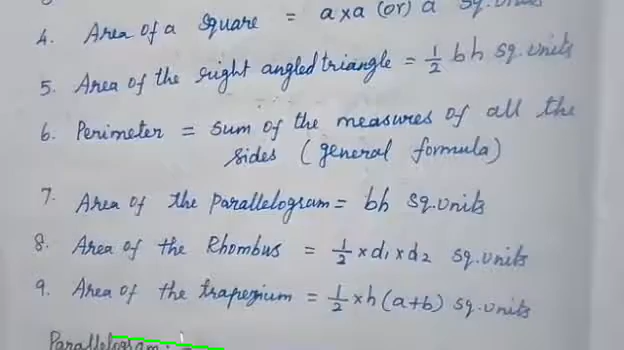 4. Area of a Square = a x a (or) a sq. units
5. Area of the right angled triangle = 1/2 bh sq. units
6. Perimeter = Sum of the measures of all the
sides (general formula)
7. Area of the Parallelogram = bh sq.units
8. Area of the Rhombus = 1/2 x d1 x d2 sq.units
9. Area of the trapezium = 1/2 x h (a+b) sq.units
Parallelogram: